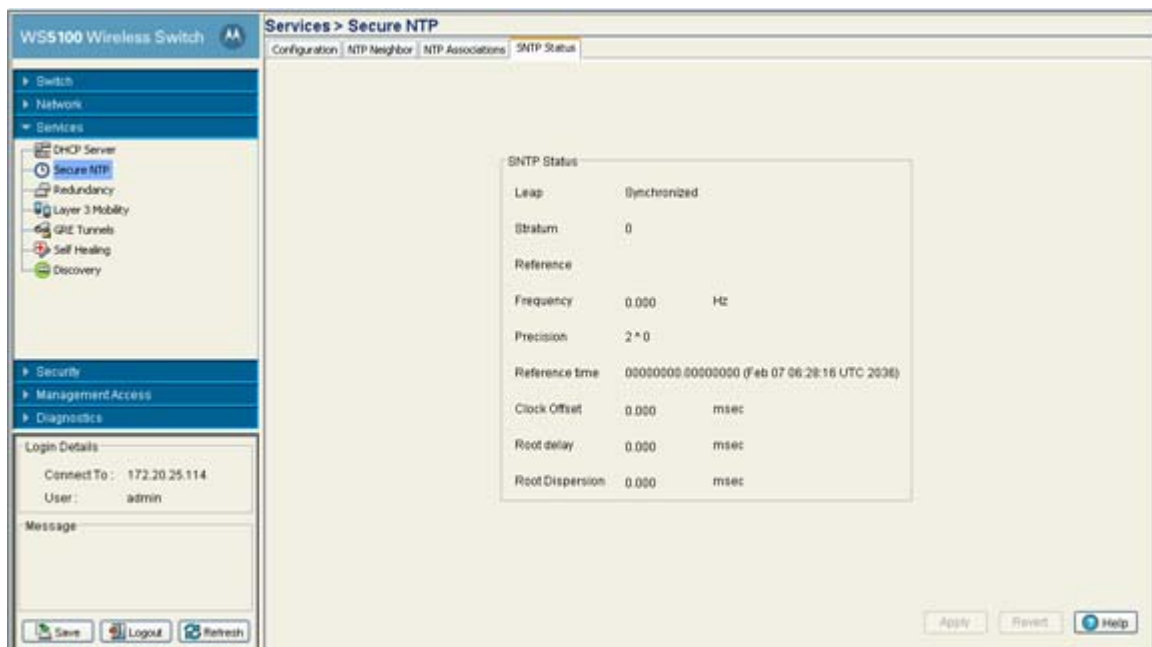 WS5100 Wireless Switch
Switch
Network
Services
DHCP Server
Secure NTP
Redundancy
Layer 3 Mobility
GRE Tunnels
Self Healing
Discovery
Security
Management Access
Diagnostics
Login Details
Connect To : 172.20.25.114
User : admin
Message
Save Logout Refresh
Services > Secure NTP
Configuration NTP Neighbor NTP Associations SNTP Status
SNTP Status
Leap Synchronized
Stratum 0
Reference
Frequency 0.000 Hz
Precision 2^0
Reference time 00000000.00000000 (Feb 07 06:28:16 UTC 2036)
Clock Offset 0.000 msec
Root delay 0.000 msec
Root Dispersion 0.000 msec
Apply Revert Help